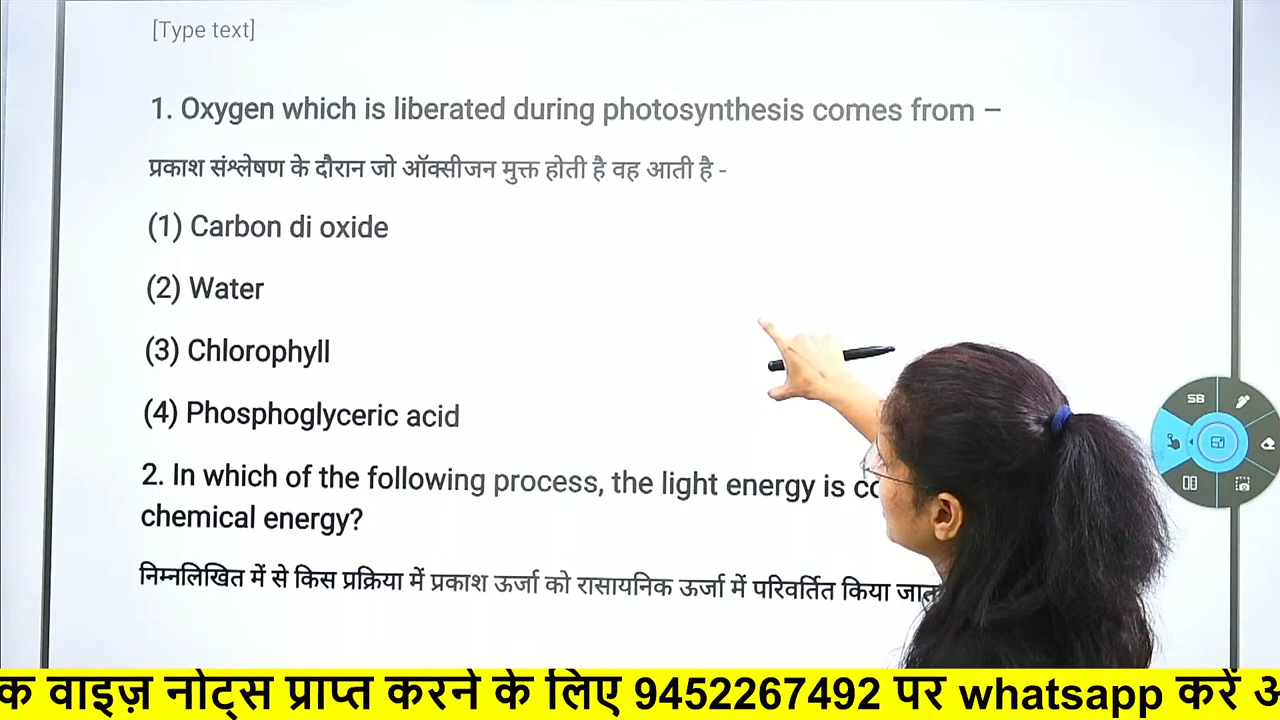 [Type text]
1. Oxygen which is liberated during photosynthesis comes from –
प्रकाश संश्लेषण के दौरान जो ऑक्सीजन मुक्त होती है वह आती है -
(1) Carbon di oxide
(2) Water
(3) Chlorophyll
(4) Phosphoglyceric acid
2. In which of the following process, the light energy is
chemical energy?
निम्नलिखित में से किस प्रक्रिया में प्रकाश ऊर्जा को रासायनिक ऊर्जा में परिवर्तित किया
SB
वाइज़ नोट्स प्राप्त करने के लिए 9452267492 पर whatsapp करें